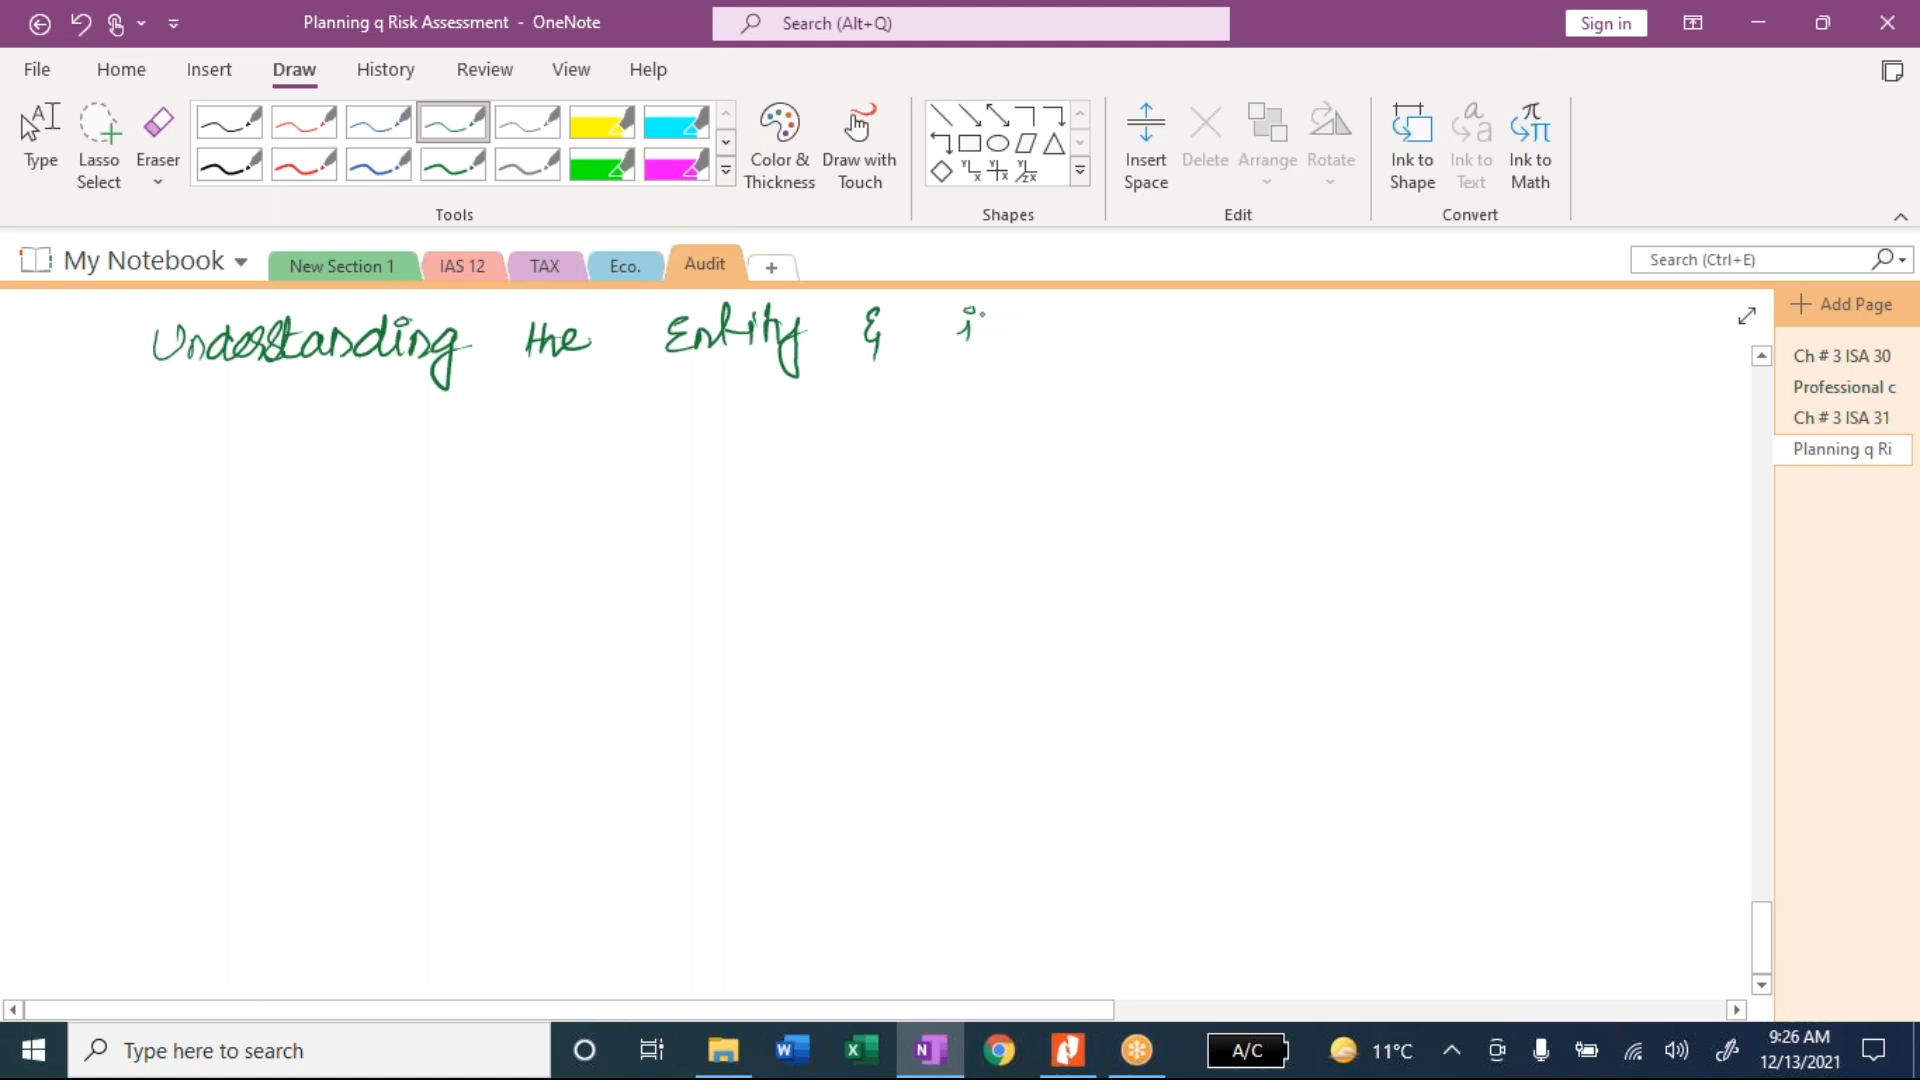 Planning q Risk Assessment - OneNote
Search (Alt+Q)
Sign in
File Home Insert Draw History Review View Help
Type
Lasso Select
Eraser
Color & Thickness
Draw with Touch
Insert Space
Delete
Arrange
Rotate
Ink to Shape
Ink to Text
Ink to Math
Tools Shapes Edit Convert
My Notebook New Section 1 IAS 12 TAX Eco. Audit
Search (Ctrl+E)
Add Page
Ch # 3 ISA 30
Professional c
Ch # 3 ISA 31
Planning q Ri
Understanding the Entity & i
Type here to search
A/C
11°C
9:26 AM
12/13/2021